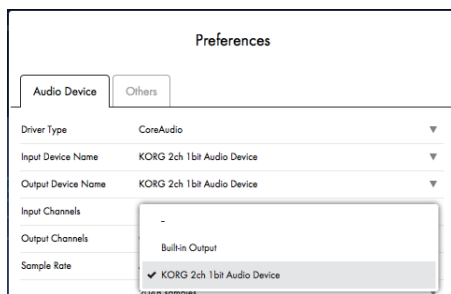 Preferences
Audio Device
Others
Driver Type CoreAudio
Input Device Name KORG 2ch 1bit Audio Device
Output Device Name KORG 2ch 1bit Audio Device
Input Channels
–
Output Channels
Built-in Output
Sample Rate
✔ KORG 2ch 1bit Audio Device